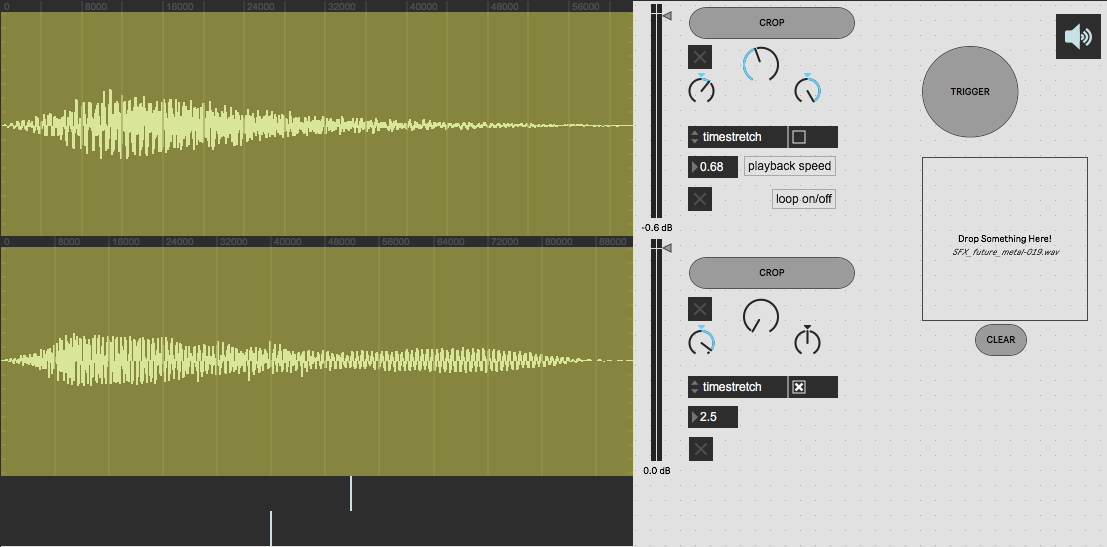 0 8000 16000 24000 32000 40000 48000 56000
CROP
TRIGGER
timestretch
0.68 playback speed
loop on/off
-0.6 dB
Drop Something Here!
SFX_future_metal-019.wav
0 8000 16000 24000 32000 40000 48000 56000 64000 72000 80000 88000
CROP
CLEAR
timestretch
2.5
0.0 dB